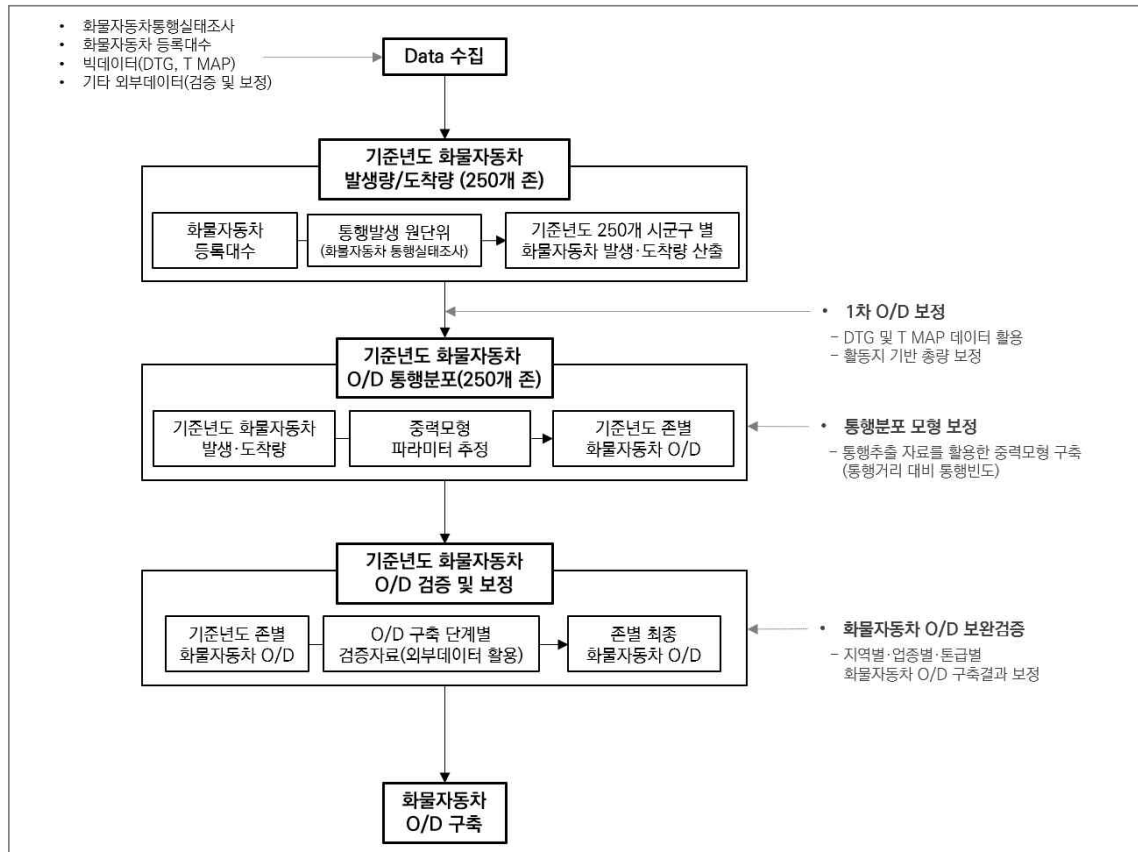 • 화물자동차통행실태조사
• 화물자동차 등록대수
• 빅데이터(DTG, T MAP)
• 기타 외부데이터(검증 및 보정)
Data 수집
기준년도 화물자동차
발생량/도착량 (250개 존)
화물자동차
등록대수
통행발생 원단위
(화물자동차 통행실태조사)
기준년도 250개 시군구 별
화물자동차 발생·도착량 산출
• 1차 O/D 보정
– DTG 및 T MAP 데이터 활용
– 활동지 기반 총량 보정
기준년도 화물자동차
O/D 통행분포(250개 존)
기준년도 화물자동차
발생·도착량
중력모형
파라미터 추정
기준년도 존별
화물자동차 O/D
• 통행분포 모형 보정
– 통행추출 자료를 활용한 중력모형 구축
(통행거리 대비 통행빈도)
기준년도 화물자동차
O/D 검증 및 보정
기준년도 존별
화물자동차 O/D
O/D 구축 단계별
검증자료(외부데이터 활용)
존별 최종
화물자동차 O/D
• 화물자동차 O/D 보완검증
– 지역별·업종별·톤급별
화물자동차 O/D 구축결과 보정
화물자동차
O/D 구축